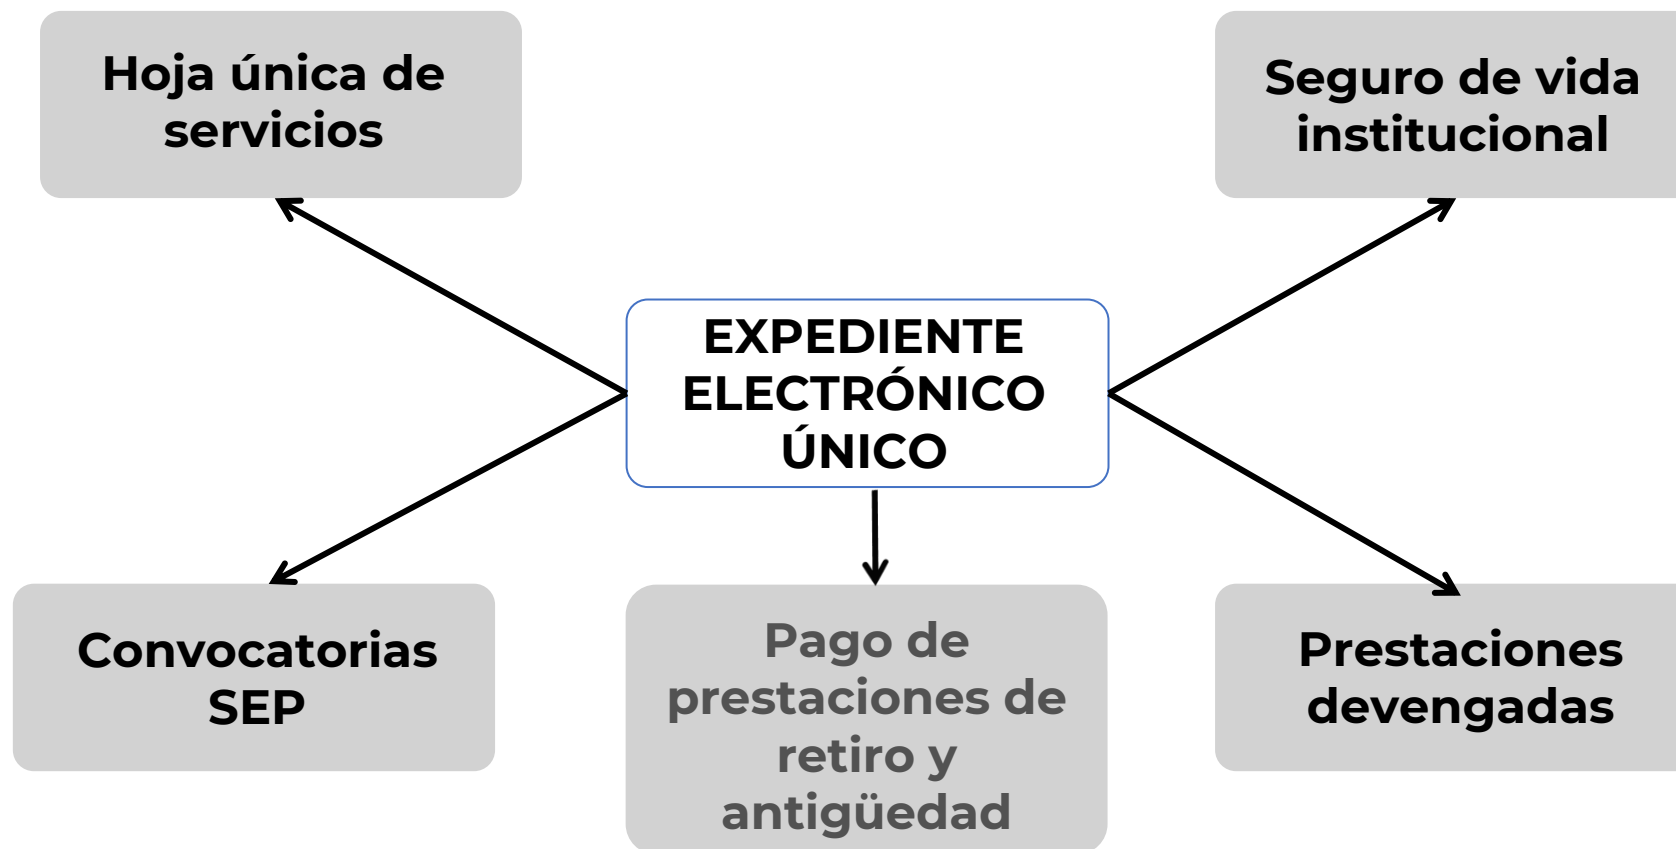 Hoja única de
servicios
Seguro de vida
institucional
EXPEDIENTE
ELECTRÓNICO
ÚNICO
Convocatorias
SEP
Pago de
prestaciones de
retiro y
antigüedad
Prestaciones
devengadas